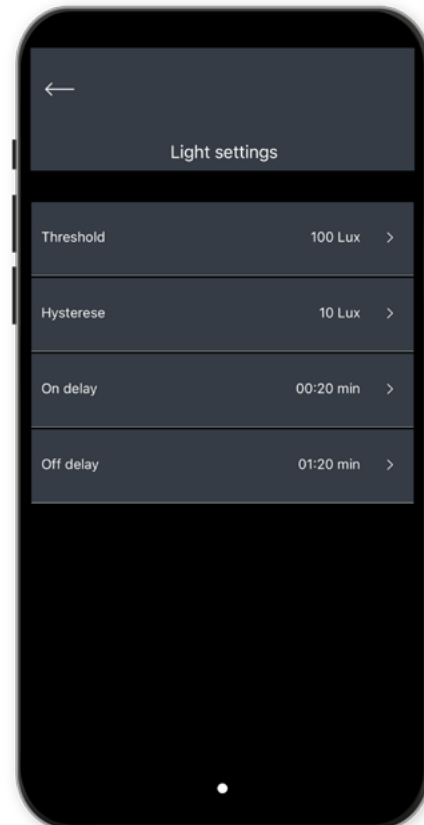 Light settings
Threshold 100 Lux
Hysterese 10 Lux
On delay 00:20 min
Off delay 01:20 min